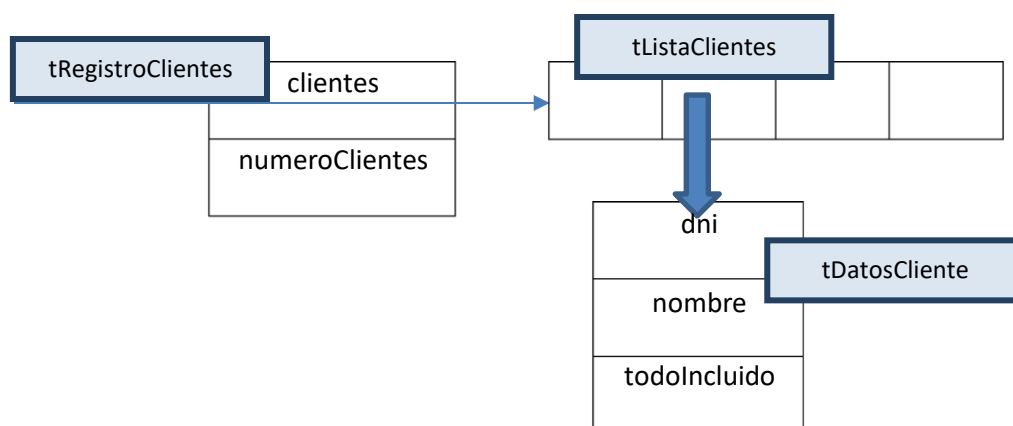 tRegistroClientes
clientes
numeroClientes
tListaClientes
dni
tDatosCliente
nombre
todoIncluido